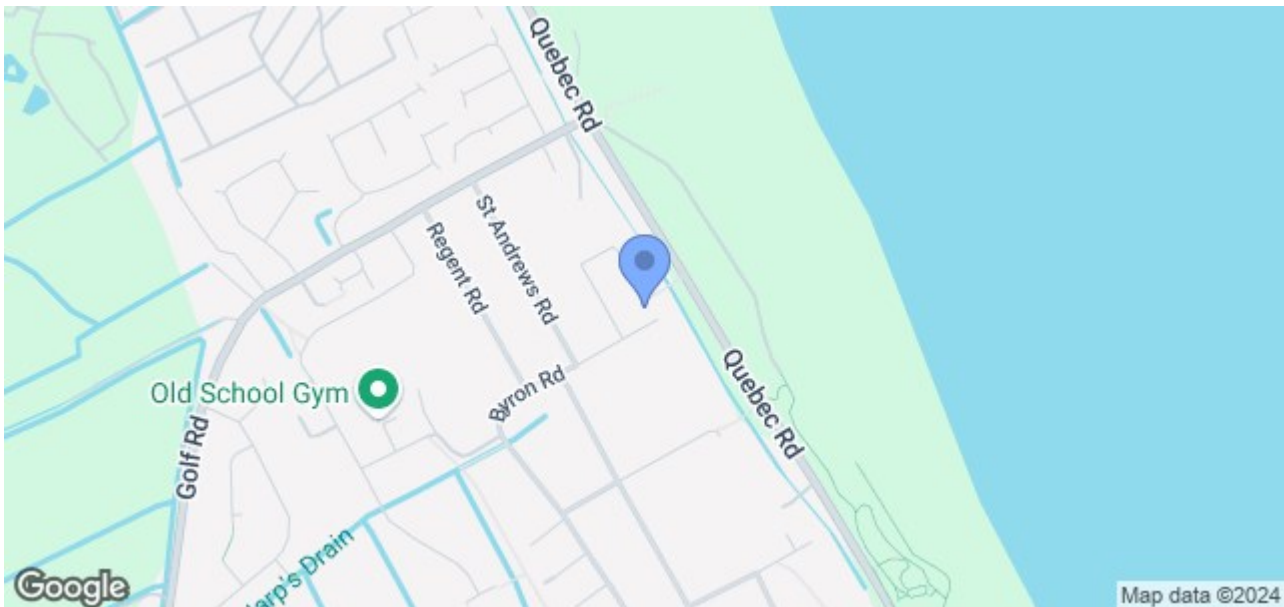 Quebec Rd
St Andrews Rd
Regent Rd
Quebec Rd
Byron Rd
Old School Gym
Golf Rd
Drain
Google
Map data ©2024